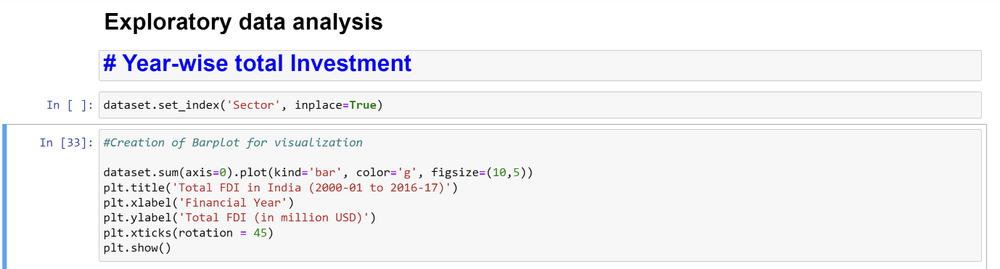 Exploratory data analysis
# Year-wise total Investment
In [ ]: dataset.set_index('Sector', inplace=True)
In [33]: #Creation of Barplot for visualization
dataset.sum(axis=0).plot(kind='bar', color='g', figsize=(10,5))
plt.title('Total FDI in India (2000-01 to 2016-17)')
plt.xlabel('Financial Year')
plt.ylabel('Total FDI (in million USD)')
plt.xticks(rotation = 45)
plt.show()